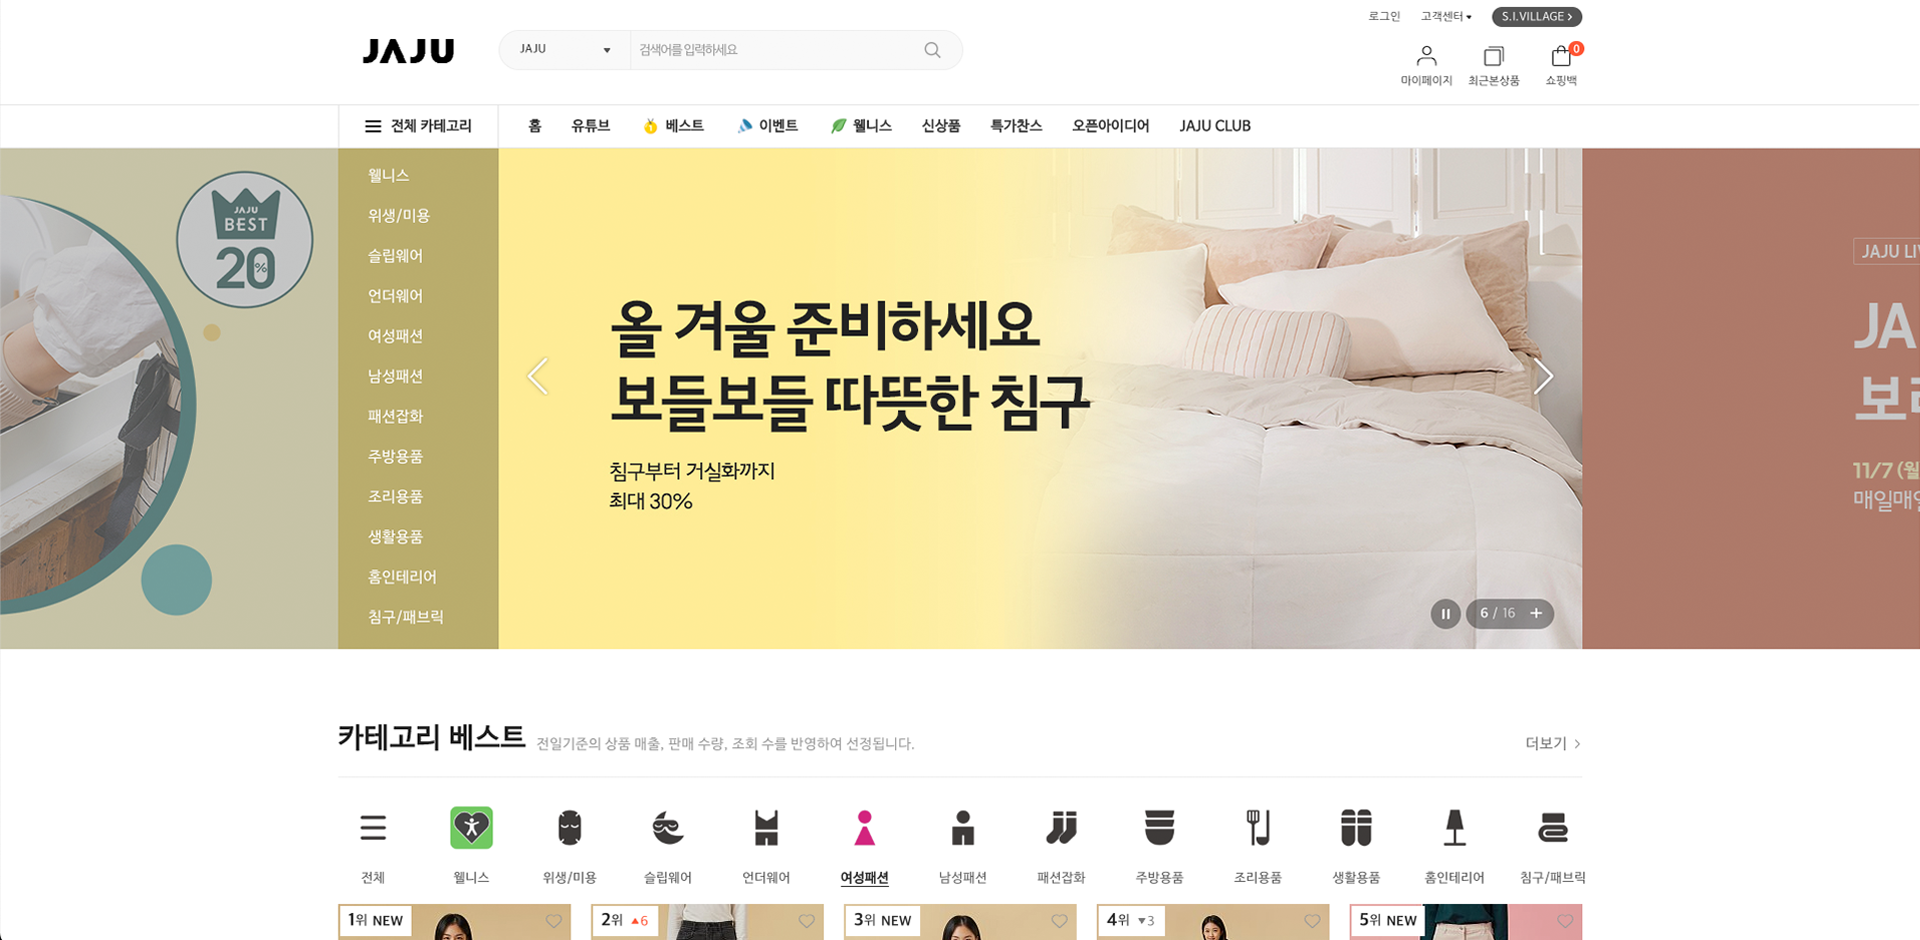 로그인 고객센터 S.I.VILLAGE
JAJU JAJU 검색어를 입력하세요
0
마이페이지 최근본상품 쇼핑백
전체 카테고리 홈 유튜브 베스트 이벤트 웰니스 신상품 특가찬스 오픈아이디어 JAJU CLUB
JAJU
BEST
20%
웰니스
위생/미용
슬립웨어
언더웨어
여성패션
남성패션
패션잡화
주방용품
조리용품
생활용품
홈인테리어
침구/패브릭
올 겨울 준비하세요
보들보들 따뜻한 침구
침구부터 거실화까지
최대 30%
6 / 16
JAJU LIV
JA
보
11/7 (월
매일매일
카테고리 베스트 전일기준의 상품 매출, 판매 수량, 조회 수를 반영하여 선정됩니다. 더보기
전체 웰니스 위생/미용 슬립웨어 언더웨어 여성패션 남성패션 패션잡화 주방용품 조리용품 생활용품 홈인테리어 침구/패브릭
1위 NEW 2위 6 3위 NEW 4위 3 5위 NEW